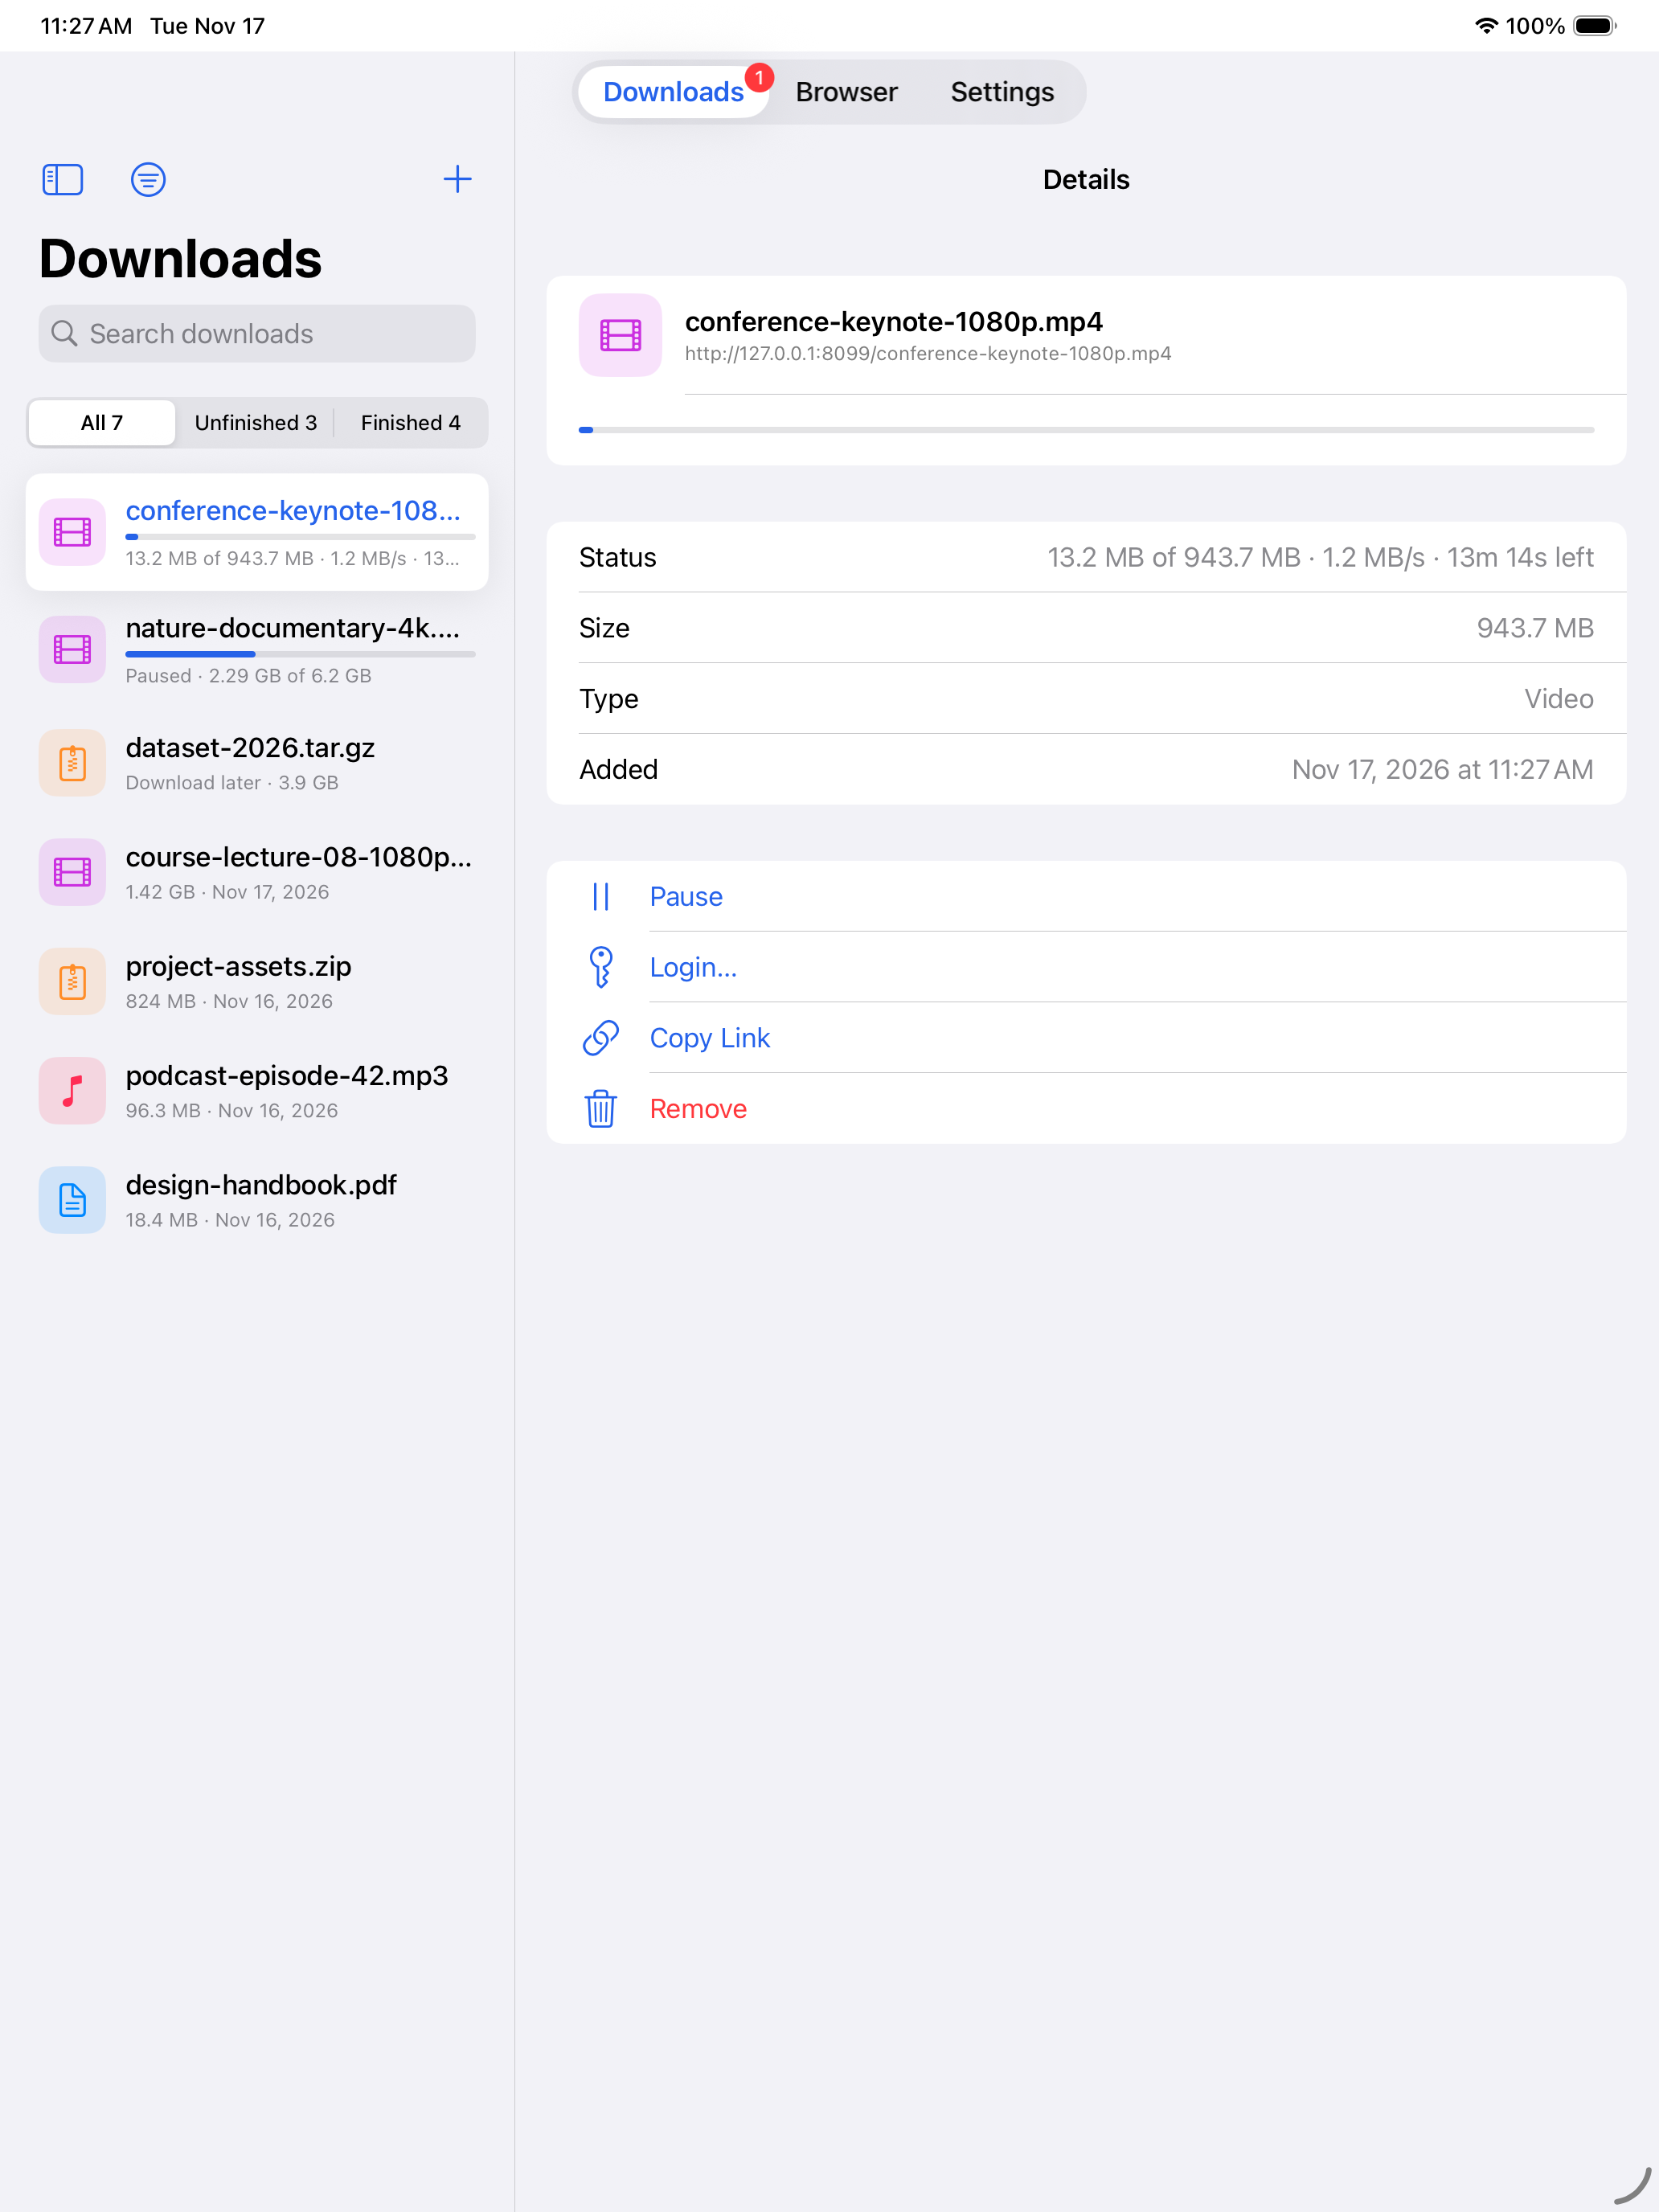 11:27 AM Tue Nov 17
100%
Downloads 1 Browser Settings
Details
Downloads
Search downloads
All 7 Unfinished 3 Finished 4
conference-keynote-108...
13.2 MB of 943.7 MB · 1.2 MB/s · 13...
nature-documentary-4k....
Paused · 2.29 GB of 6.2 GB
dataset-2026.tar.gz
Download later · 3.9 GB
course-lecture-08-1080p...
1.42 GB · Nov 17, 2026
project-assets.zip
824 MB · Nov 16, 2026
podcast-episode-42.mp3
96.3 MB · Nov 16, 2026
design-handbook.pdf
18.4 MB · Nov 16, 2026
conference-keynote-1080p.mp4
http://127.0.0.1:8099/conference-keynote-1080p.mp4
Status 13.2 MB of 943.7 MB · 1.2 MB/s · 13m 14s left
Size 943.7 MB
Type Video
Added Nov 17, 2026 at 11:27 AM
Pause
Login...
Copy Link
Remove